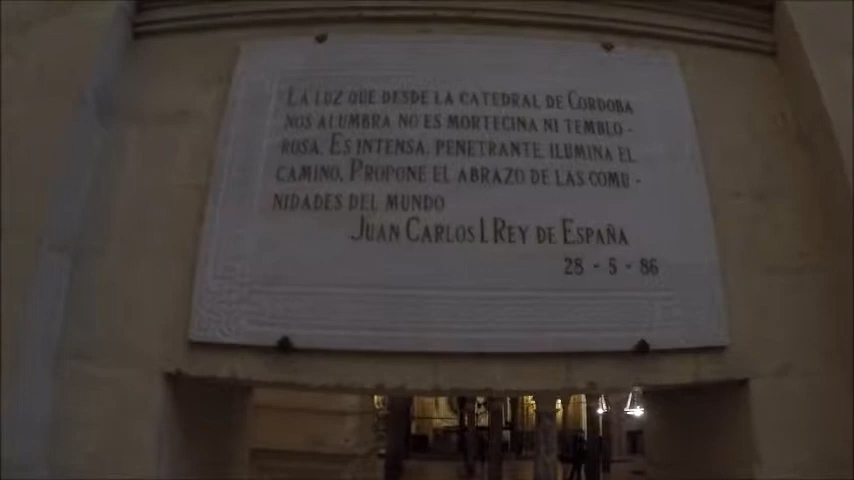 LA LUZ QUE DESDE LA CATEDRAL DE CORDOBA
NOS ALUMBRA NO ES MORTECINA NI TEMBLO-
ROSA. ES INTENSA, PENETRANTE. ILUMINA EL
CAMINO, PROPONE EL ABRAZO DE LAS COMU-
NIDADES DEL MUNDO
JUAN CARLOS I, REY DE ESPAÑA
28 - 5 - 86